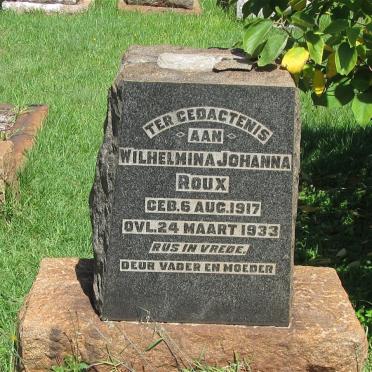 TER GEDACTENIS
AAN
WILHELMINA JOHANNA
ROUX
GEB. 6 AUG. 1917
OVL. 24 MAART 1933
RUS IN VREDE.
DEUR VADER EN MOEDER